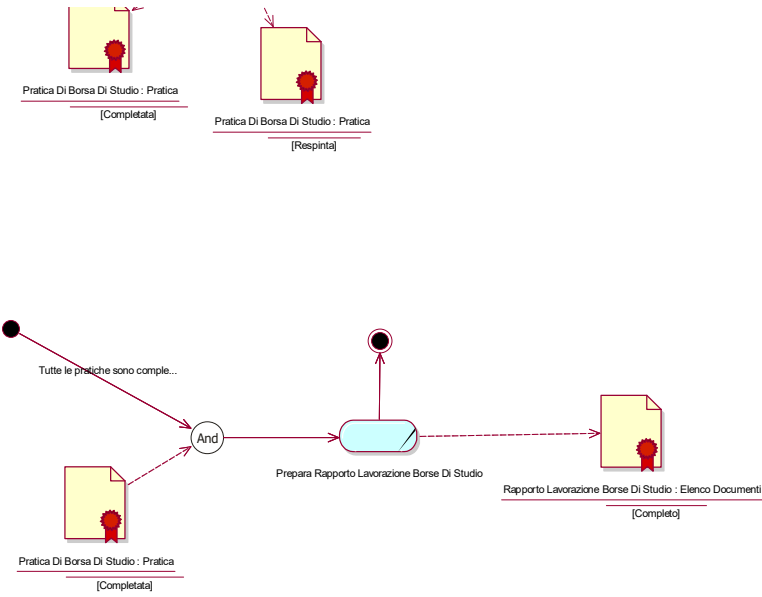 Pratica Di Borsa Di Studio : Pratica
[Completata]
Pratica Di Borsa Di Studio : Pratica
[Respinta]
Tutte le pratiche sono comple...
And
Prepara Rapporto Lavorazione Borse Di Studio
Rapporto Lavorazione Borse Di Studio : Elenco Documenti
[Completo]
Pratica Di Borsa Di Studio : Pratica
[Completata]